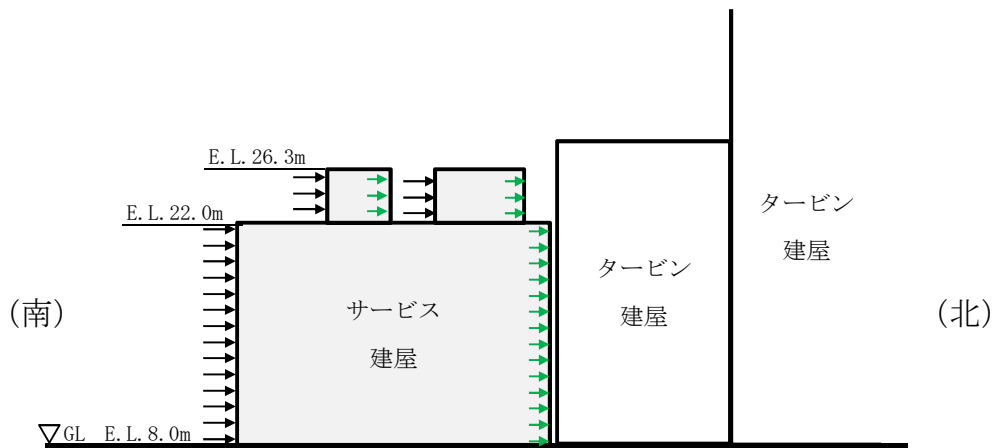 E.L.26.3m
E.L.22.0m
タービン
建屋
タービン
建屋
サービス
建屋
(南)
(北)
▽GL E.L.8.0m